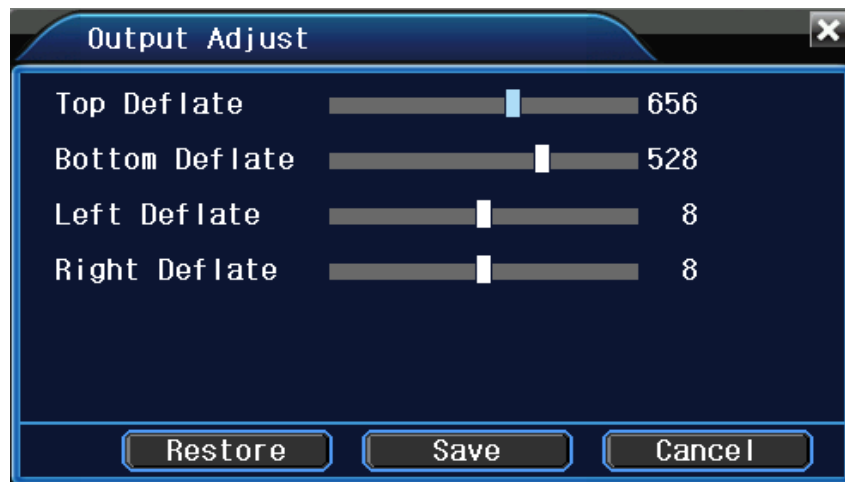 Output Adjust
Top Deflate 656
Bottom Deflate 528
Left Deflate 8
Right Deflate 8
Restore Save Cancel